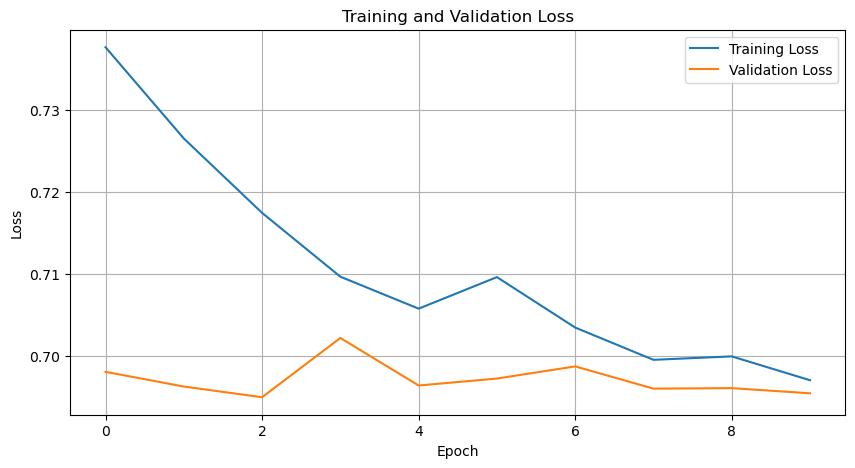 Training and Validation Loss
Training Loss
Validation Loss
0.73
0.72
0.71
0.70
Loss
0 2 4 6 8
Epoch